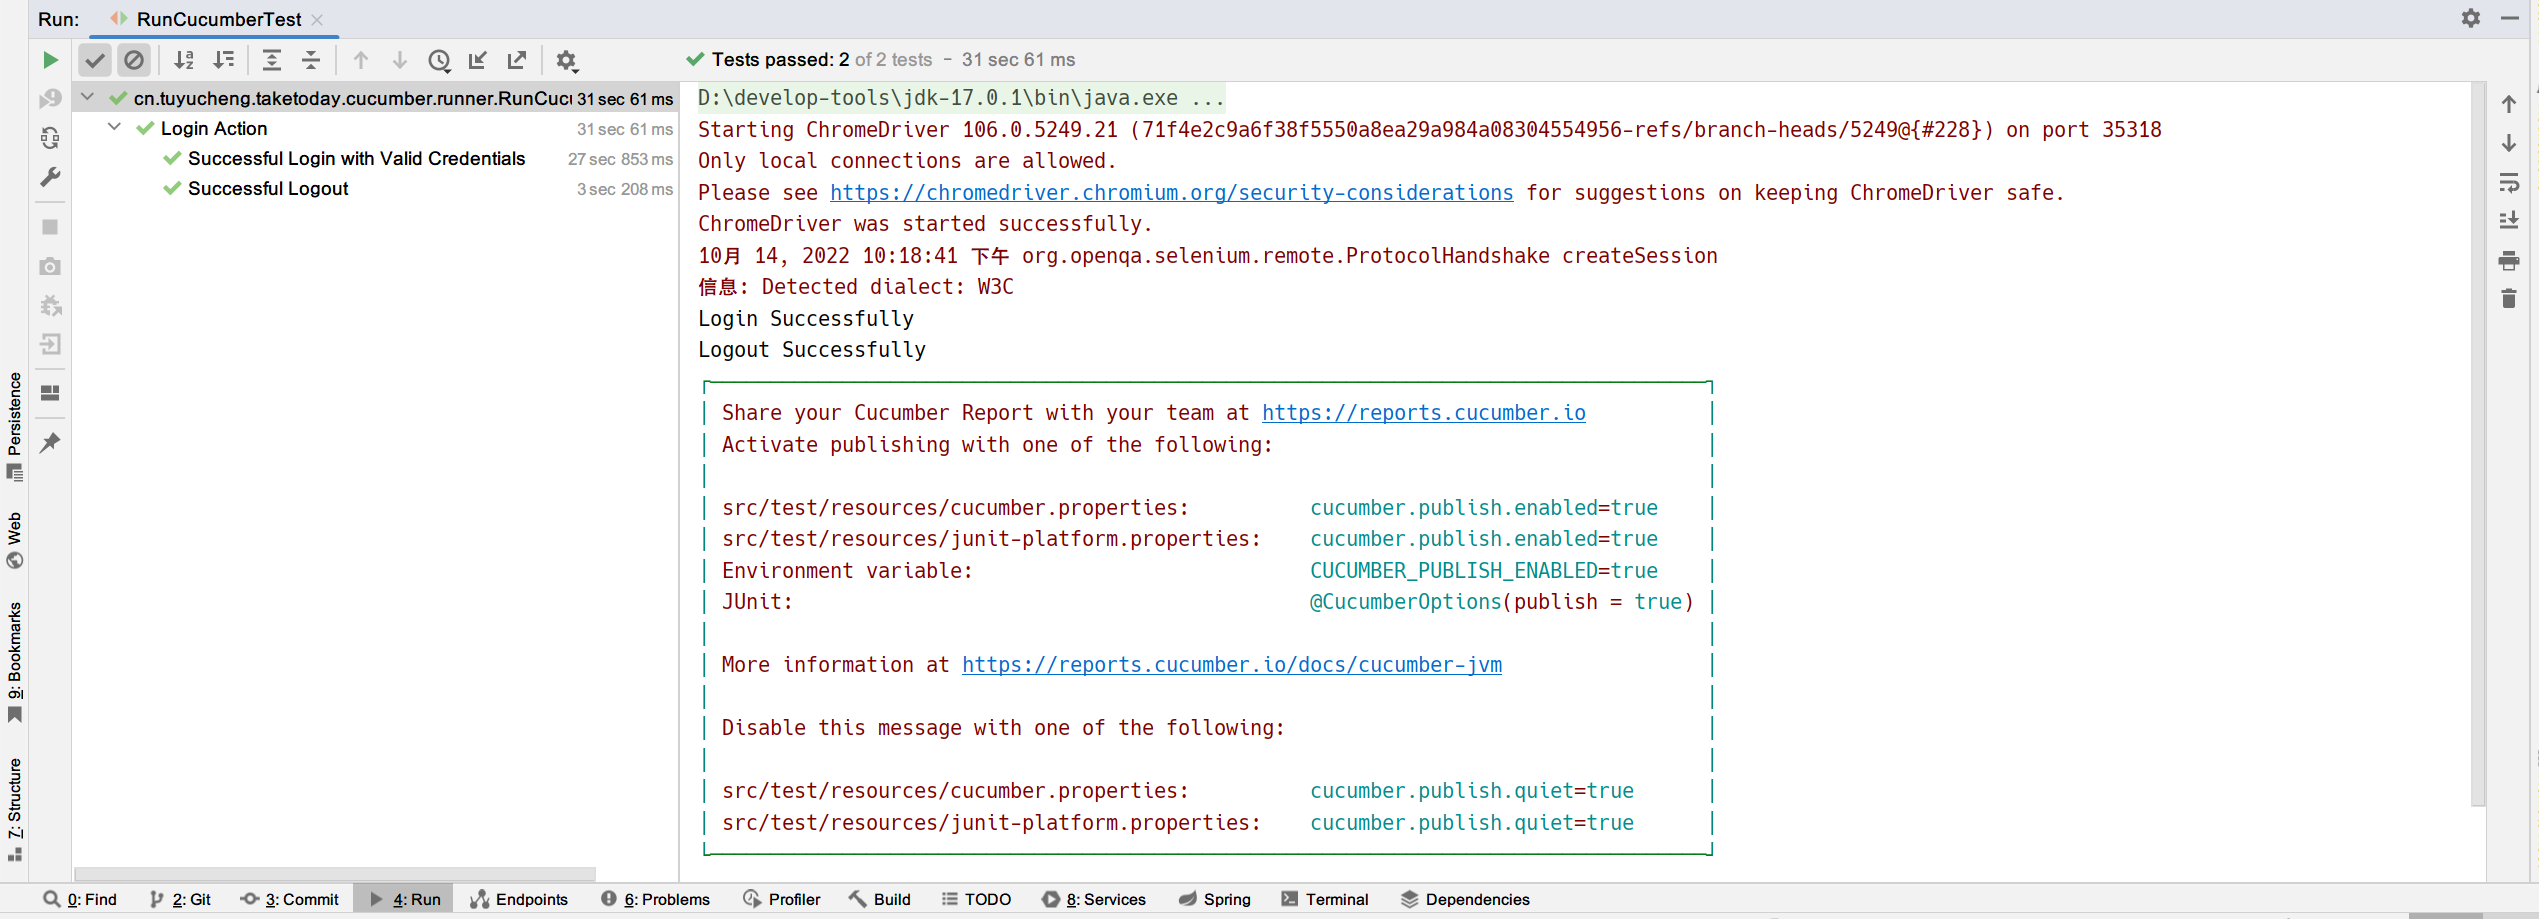 Run: RunCucumberTest
Tests passed: 2 of 2 tests – 31 sec 61 ms
cn.tuyucheng.taketoday.cucumber.runner.RunCucu 31 sec 61 ms
Login Action 31 sec 61 ms
Successful Login with Valid Credentials 27 sec 853 ms
Successful Logout 3 sec 208 ms
D:\develop-tools\jdk-17.0.1\bin\java.exe ...
Starting ChromeDriver 106.0.5249.21 (71f4e2c9a6f38f5550a8ea29a984a08304554956-refs/branch-heads/5249@{#228}) on port 35318
Only local connections are allowed.
Please see https://chromedriver.chromium.org/security-considerations for suggestions on keeping ChromeDriver safe.
ChromeDriver was started successfully.
10月 14, 2022 10:18:41 下午 org.openqa.selenium.remote.ProtocolHandshake createSession
信息: Detected dialect: W3C
Login Successfully
Logout Successfully
Share your Cucumber Report with your team at https://reports.cucumber.io
Activate publishing with one of the following:
src/test/resources/cucumber.properties: cucumber.publish.enabled=true
src/test/resources/junit-platform.properties: cucumber.publish.enabled=true
Environment variable: CUCUMBER_PUBLISH_ENABLED=true
JUnit: @CucumberOptions(publish = true)
More information at https://reports.cucumber.io/docs/cucumber-jvm
Disable this message with one of the following:
src/test/resources/cucumber.properties: cucumber.publish.quiet=true
src/test/resources/junit-platform.properties: cucumber.publish.quiet=true
Persistence
Web
9: Bookmarks
7: Structure
0: Find 2: Git 3: Commit 4: Run Endpoints 6: Problems Profiler Build TODO 8: Services Spring Terminal Dependencies